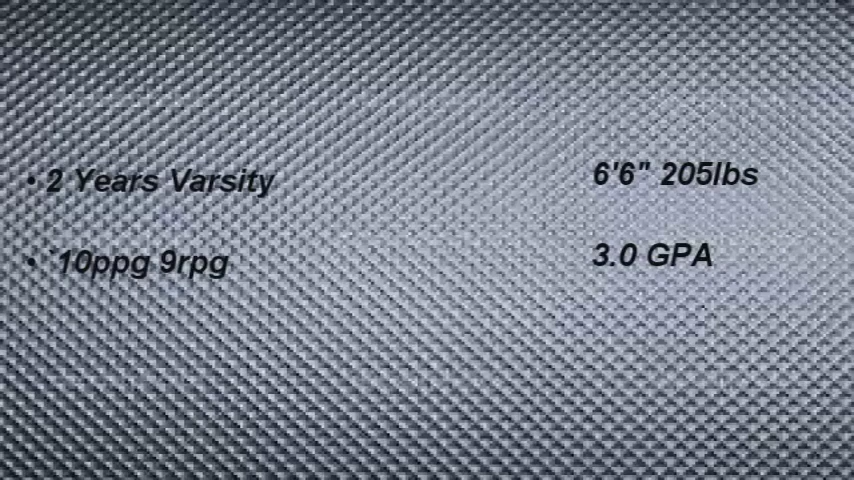 • 2 Years Varsity
• `10ppg 9rpg
6'6" 205lbs
3.0 GPA